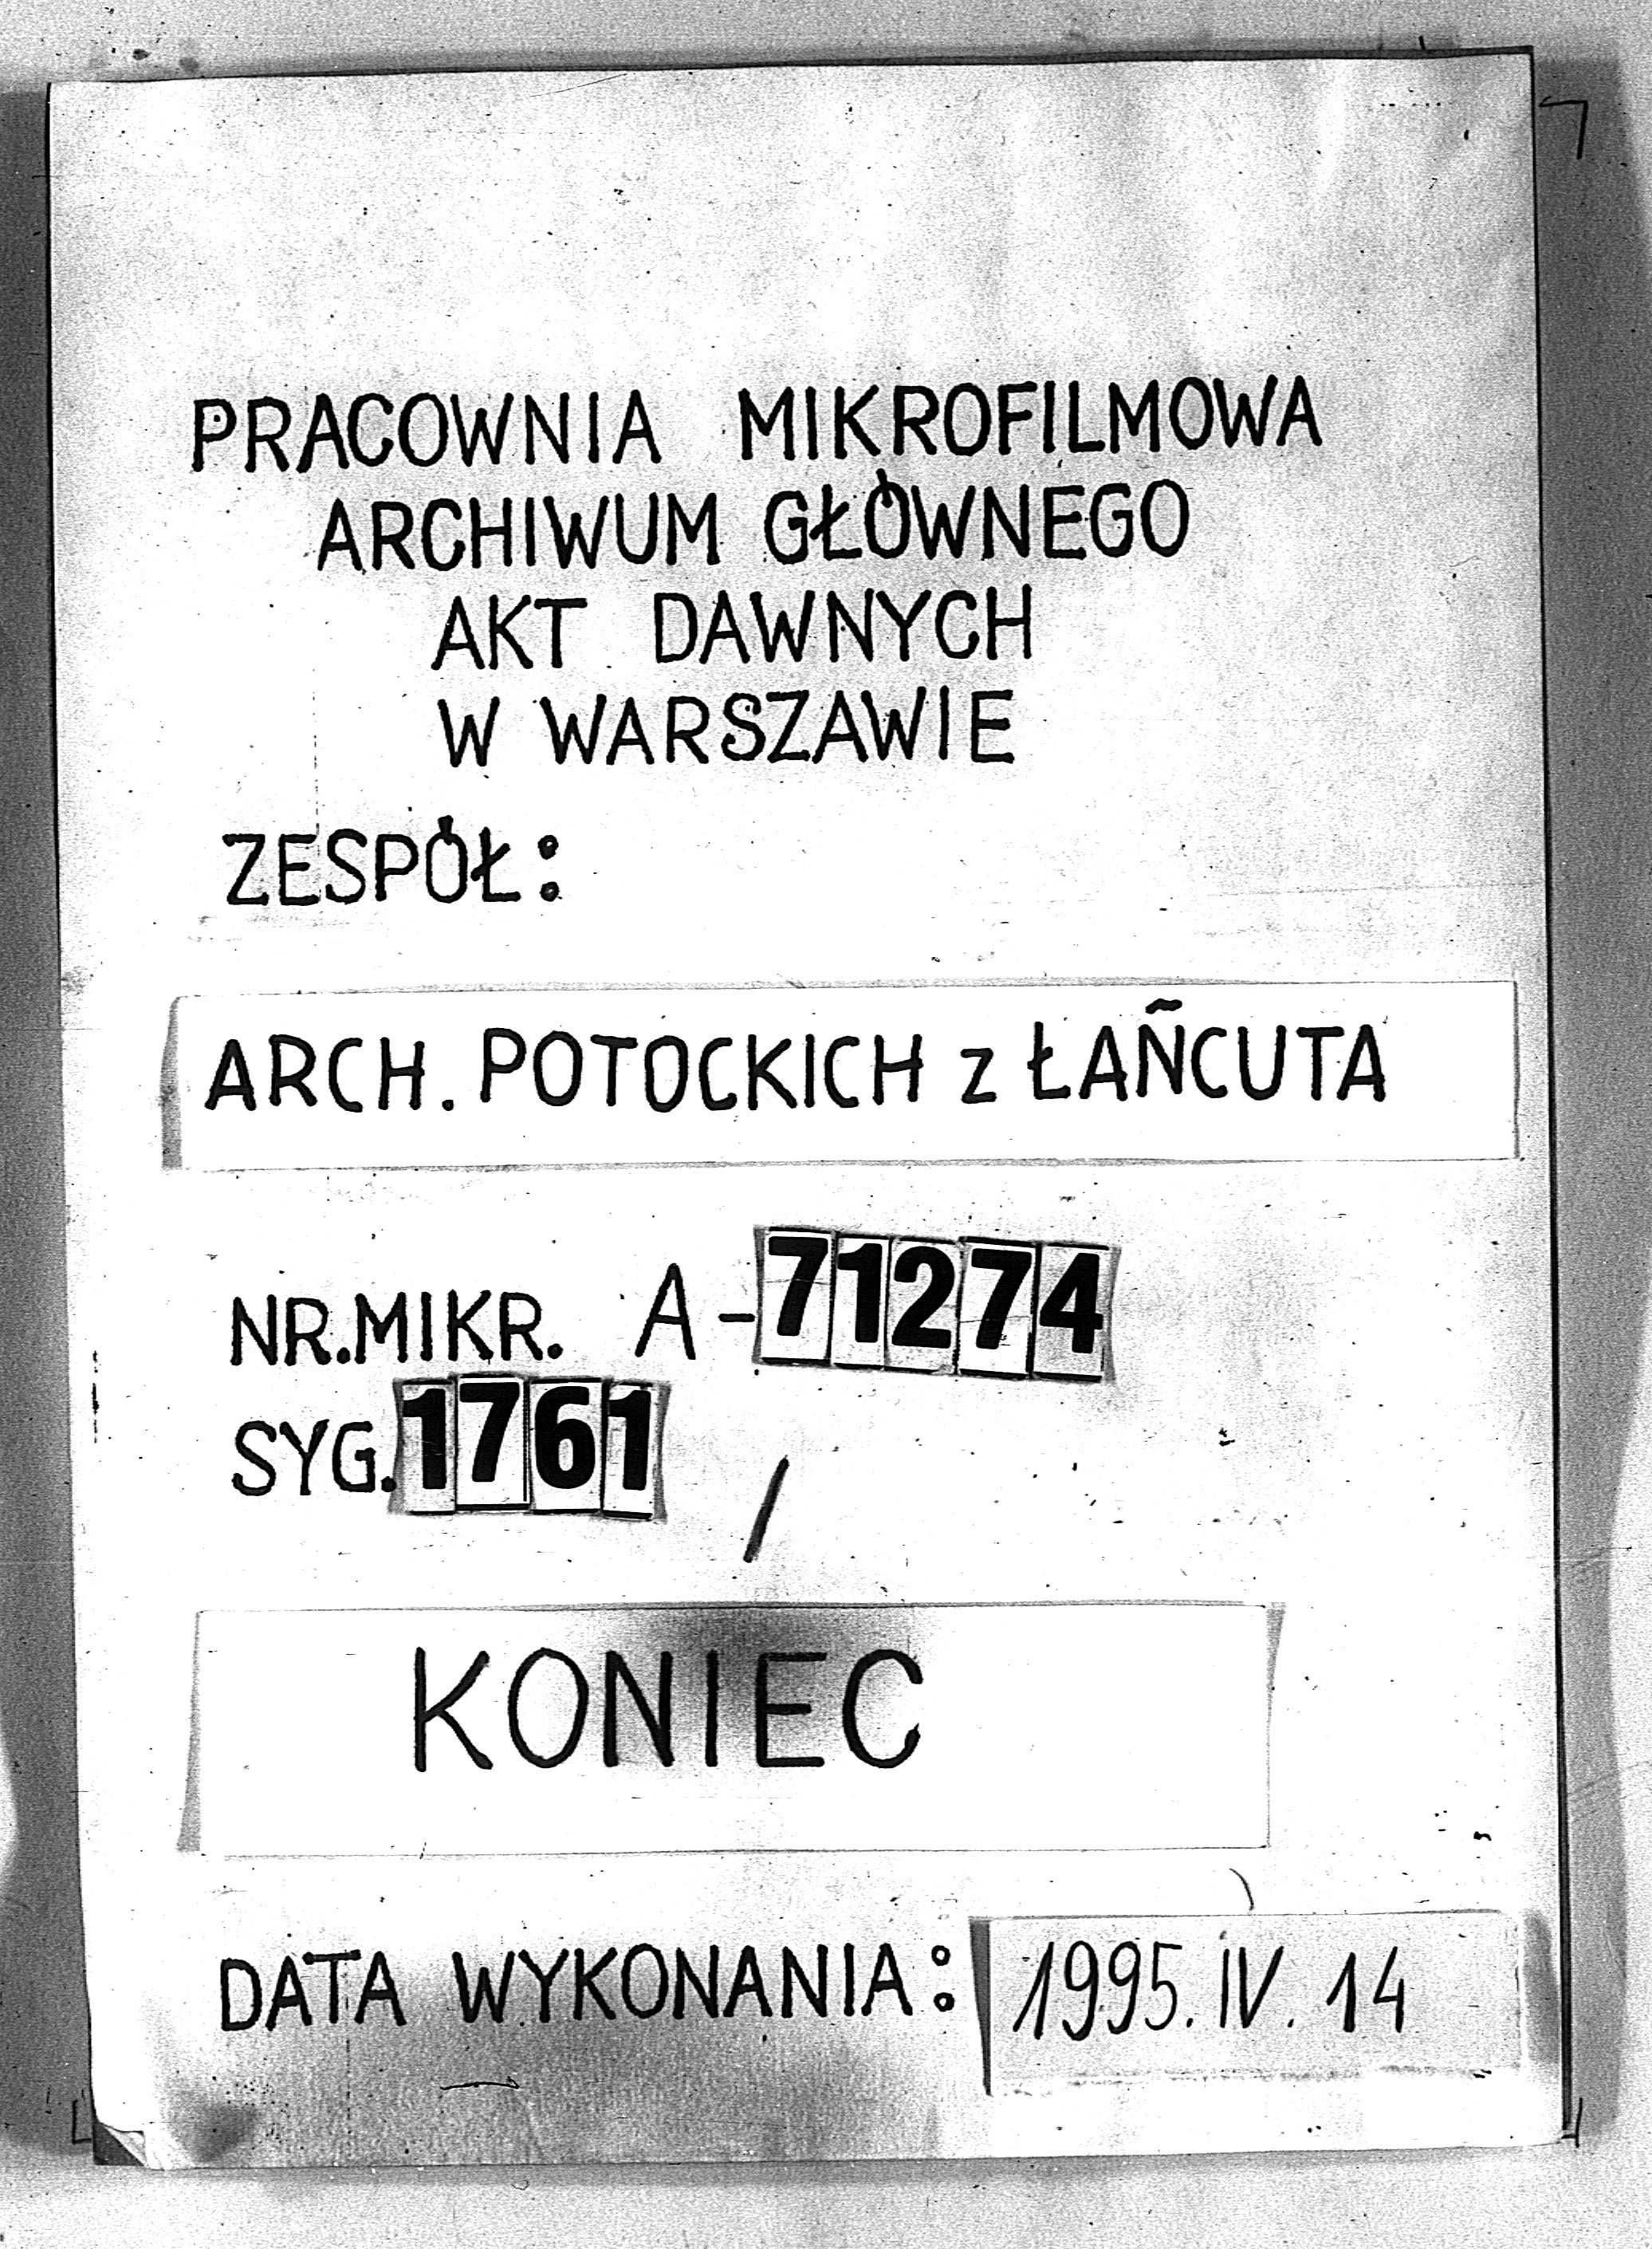 PRACOWNIA MIKROFILMOWA
ARCHIWUM GŁÓWNEGO
AKT DAWNYCH
W WARSZAWIE
ZESPÓŁ:
ARCH. POTOCKICH z ŁAÑCUTA
NR.MIKR. A-71274
SYG.1761 /
KONIEC
DATA WYKONANIA: 1995.IV.14